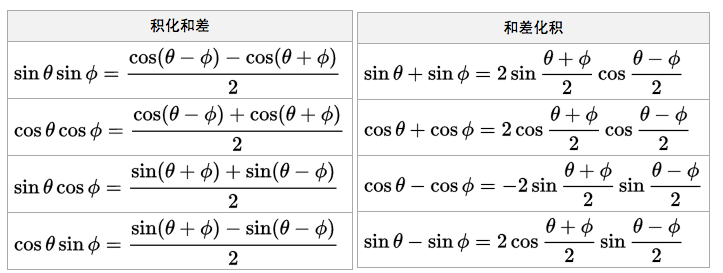 积化和差
sin θ sin ϕ = (cos(θ − ϕ) − cos(θ + ϕ)) / 2
cos θ cos ϕ = (cos(θ − ϕ) + cos(θ + ϕ)) / 2
sin θ cos ϕ = (sin(θ + ϕ) + sin(θ − ϕ)) / 2
cos θ sin ϕ = (sin(θ + ϕ) − sin(θ − ϕ)) / 2
和差化积
sin θ + sin ϕ = 2 sin (θ + ϕ)/2 cos (θ − ϕ)/2
cos θ + cos ϕ = 2 cos (θ + ϕ)/2 cos (θ − ϕ)/2
cos θ − cos ϕ = −2 sin (θ + ϕ)/2 sin (θ − ϕ)/2
sin θ − sin ϕ = 2 cos (θ + ϕ)/2 sin (θ − ϕ)/2